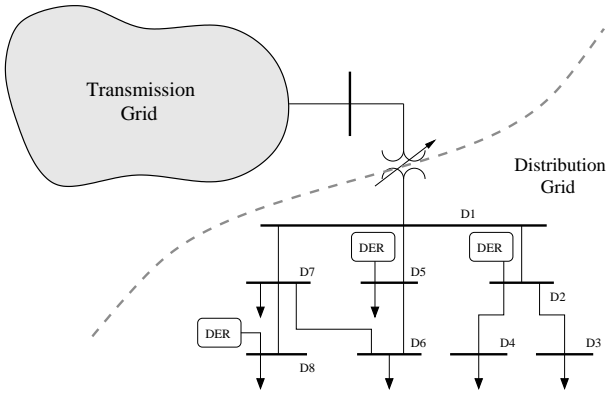 Transmission
Grid
Distribution
Grid
D1
DER
DER
D7
D5
D2
DER
D8
D6
D4
D3